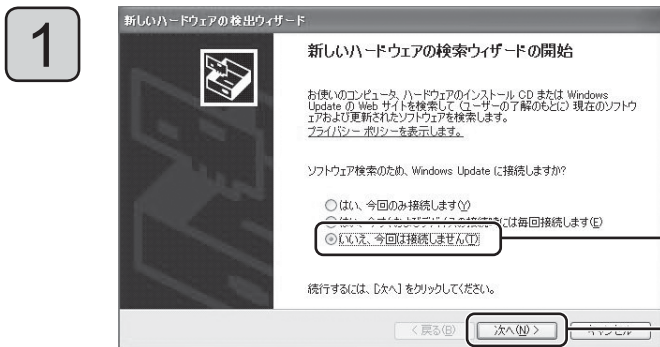 1
新しいハードウェアの検出ウィザード
新しいハードウェアの検索ウィザードの開始
お使いのコンピュータ、ハードウェアのインストール CD または Windows
Update の Web サイトを検索して (ユーザーの了解のもとに) 現在のソフトウ
ェアおよび更新されたソフトウェアを検索します。
プライバシー ポリシーを表示します。
ソフトウェア検索のため、Windows Update に接続しますか?
はい、今回のみ接続します(Y)
の接続時には毎回接続します(E)
いいえ、今回は接続しません(T)
続行するには、[次へ] をクリックしてください。
< 戻る(B)
次へ(N) >